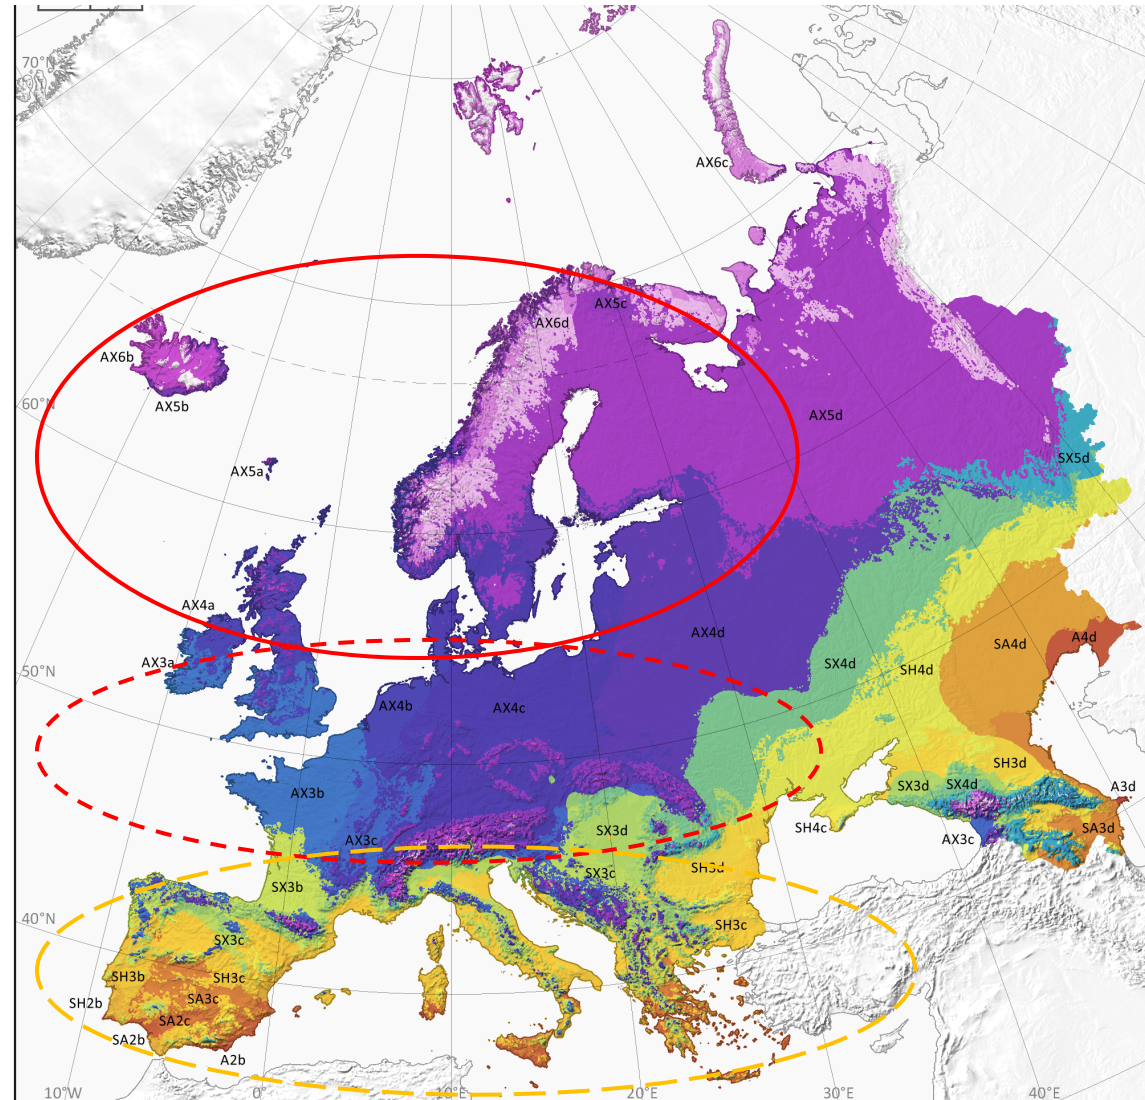 70°N
AX6c
AX5c
AX6d
AX6b
60°N
AX5b
AX5d
AX5a
SX5d
AX4a
AX4d
A4d
SA4d
AX3a
SX4d
SH4d
50°N
AX4b
AX4c
SH3d
SX3d
SX4d
A3d
AX3b
SH4c
SA3d
SX3d
AX3c
AX3c
SH3d
SX3c
SX3b
40°N
SH3c
SX3c
SH3b
SH3c
SA3c
SH2b
SA2c
SA2b
A2b
10°W
0°
10°E
20°E
30°E
40°E